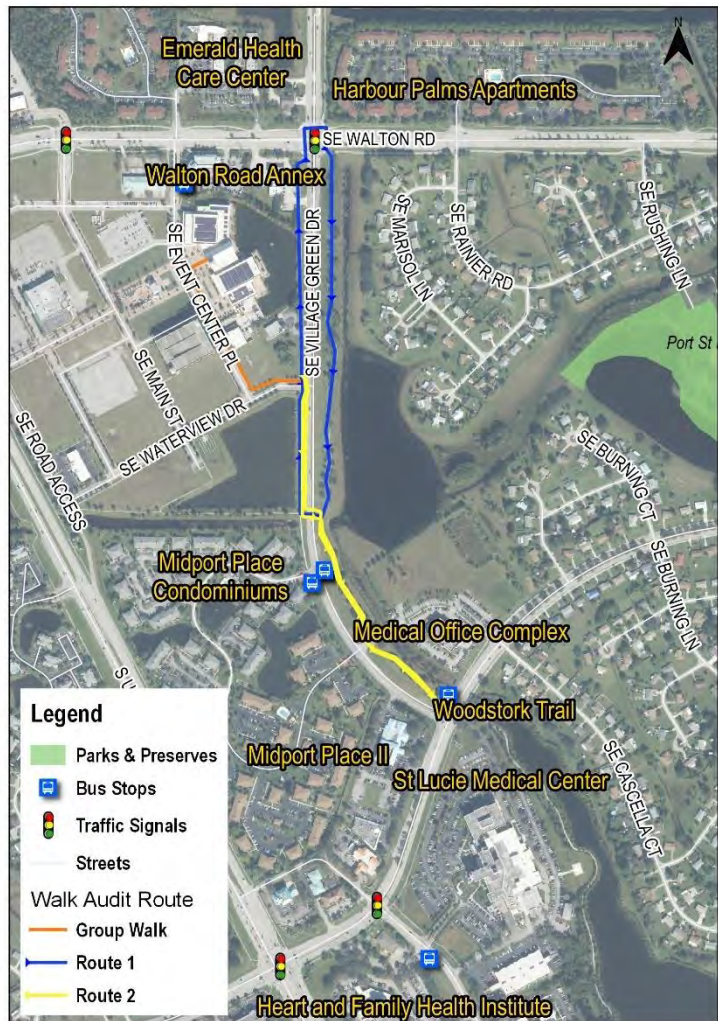 N
Emerald Health
Care Center
Harbour Palms Apartments
SE WALTON RD
Walton Road Annex
SE VILLAGE GREEN DR
SE EVENT CENTER PL
SE MARISOL LN
SE RAINIER RD
SE RUSHING LN
Port St
SE MAIN ST
SE WATERVIEW DR
SE ROAD ACCESS
SE BURNING CT
SE BURNING LN
Midport Place
Condominiums
Medical Office Complex
Woodstork Trail
S U
Midport Place II
St Lucie Medical Center
SE CASCELLA CT
Heart and Family Health Institute
Legend
Parks & Preserves
Bus Stops
Traffic Signals
Streets
Walk Audit Route
Group Walk
Route 1
Route 2